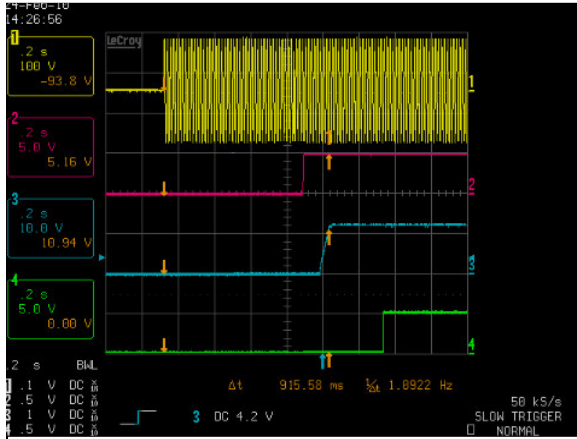 24-Feb-10
14:26:56
LeCroy
1
.2 s
100 V
-93.8 V
1
2
.2 s
5.0 V
5.16 V
2
3
.2 s
10.0 V
10.94 V
3
4
.2 s
5.0 V
0.00 V
4
.2 s BWL
1 .1 V DC
2 .5 V DC
3 1 V DC
4 .5 V DC
Δt 915.58 ms 1/Δt 1.0922 Hz
3 DC 4.2 V
50 kS/s
SLOW TRIGGER
NORMAL